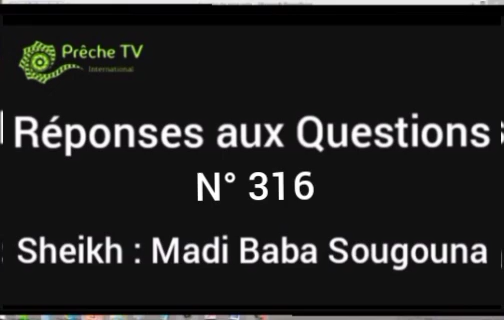 Prêche TV
International
Réponses aux Questions
N° 316
Sheikh : Madi Baba Sougouna